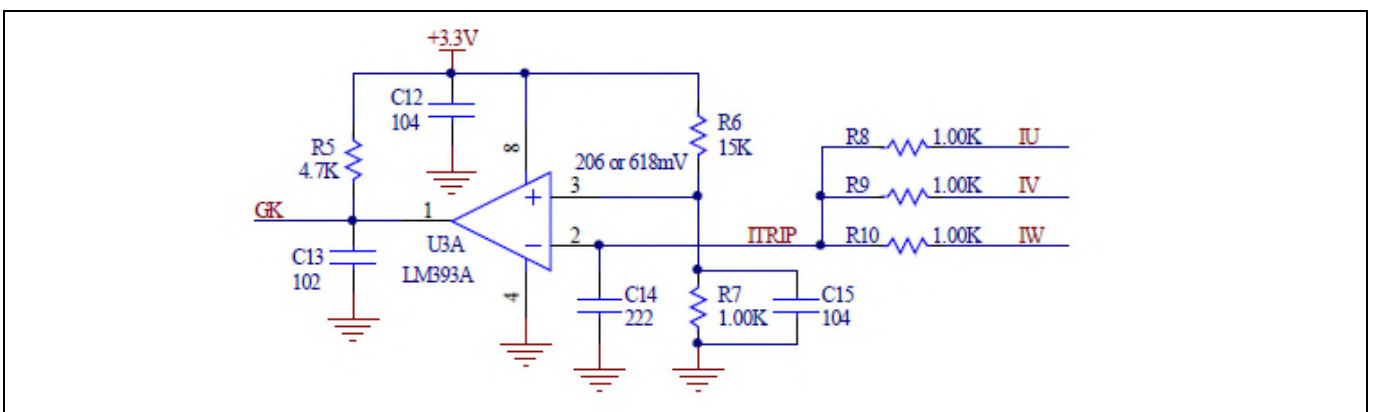 +3.3V
C12
104
R5
4.7K
8
R6
15K
206 or 618mV
R8 1.00K IU
3
R9 1.00K IV
GK
1
+
U3A
−
2
ITRIP
R10 1.00K IW
C13
102
LM393A
4
C14
222
R7
1.00K
C15
104